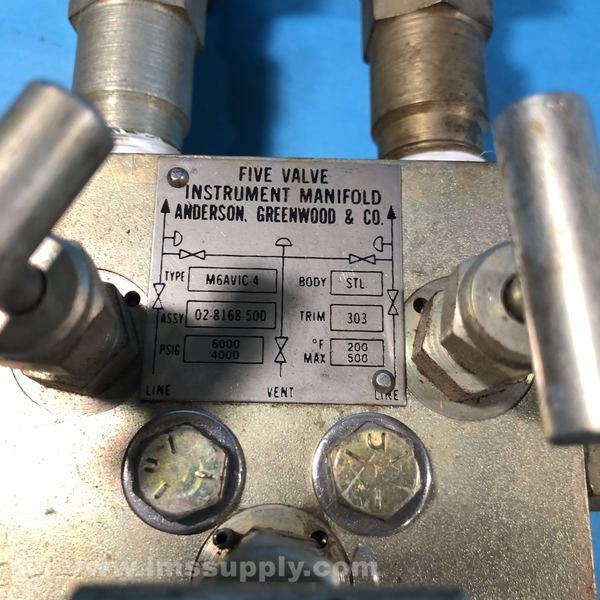 FIVE VALVE
INSTRUMENT MANIFOLD
ANDERSON, GREENWOOD & CO.
TYPE M6AVIC-4 BODY STL
ASSY 02-8168-500 TRIM 303
PSIG 6000 4000 °F MAX 200 500
LINE VENT LINE
www.imssupply.com